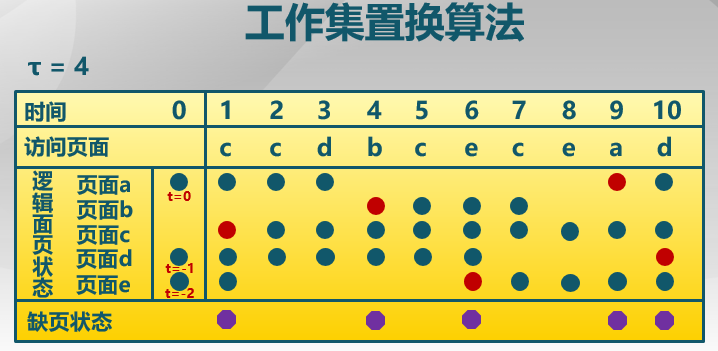 工作集置换算法
τ = 4
时间 0 1 2 3 4 5 6 7 8 9 10
访问页面 c c d b c e c e a d
逻辑页面状态
页面a t=0
页面b
页面c
页面d t=-1
页面e t=-2
缺页状态